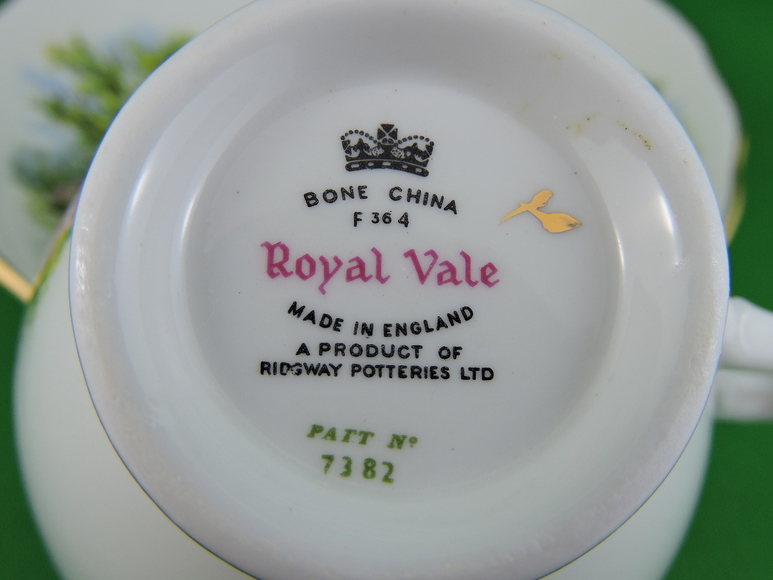 BONE CHINA
F 364
Royal Vale
MADE IN ENGLAND
A PRODUCT OF
RIDGWAY POTTERIES LTD
PATT Nº
7382